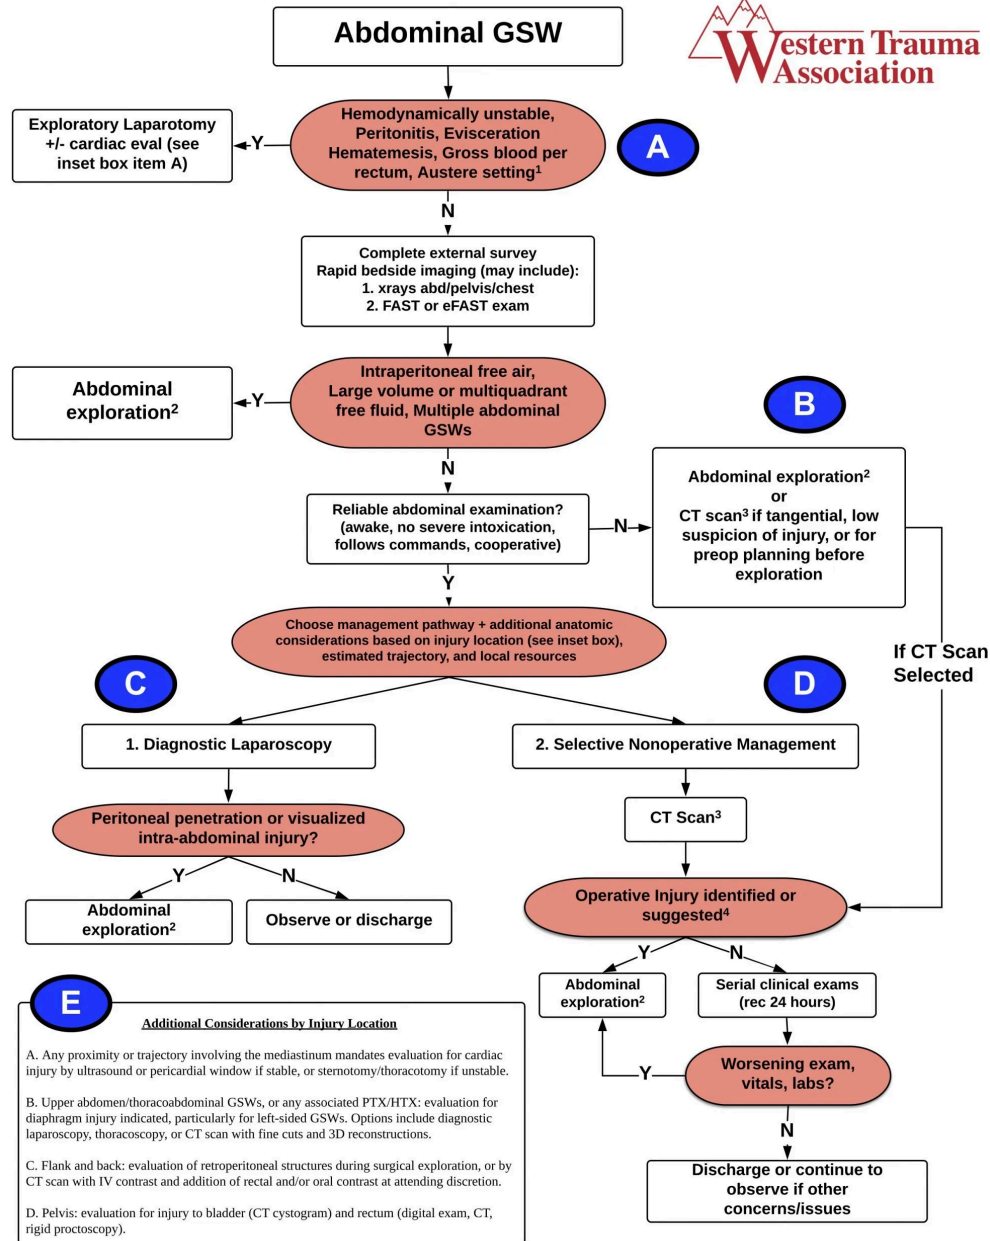 Abdominal GSW
Western Trauma
Association
Hemodynamically unstable,
Peritonitis, Evisceration
Hematemesis, Gross blood per
rectum, Austere setting¹
A
Y
Exploratory Laparotomy
+/- cardiac eval (see
inset box item A)
N
Complete external survey
Rapid bedside imaging (may include):
1. xrays abd/pelvis/chest
2. FAST or eFAST exam
Intraperitoneal free air,
Large volume or multiquadrant
free fluid, Multiple abdominal
GSWs
Y
Abdominal
exploration²
N
Reliable abdominal examination?
(awake, no severe intoxication,
follows commands, cooperative)
N
B
Abdominal exploration²
or
CT scan³ if tangential, low
suspicion of injury, or for
preop planning before
exploration
If CT Scan
Selected
Y
Choose management pathway + additional anatomic
considerations based on injury location (see inset box),
estimated trajectory, and local resources
C
1. Diagnostic Laparoscopy
Peritoneal penetration or visualized
intra-abdominal injury?
Y
N
Abdominal
exploration²
Observe or discharge
D
2. Selective Nonoperative Management
CT Scan³
Operative Injury identified or
suggested⁴
Y
N
Abdominal
exploration²
Serial clinical exams
(rec 24 hours)
Worsening exam,
vitals, labs?
Y
N
Discharge or continue to
observe if other
concerns/issues
E
Additional Considerations by Injury Location
A. Any proximity or trajectory involving the mediastinum mandates evaluation for cardiac
injury by ultrasound or pericardial window if stable, or sternotomy/thoracotomy if unstable.
B. Upper abdomen/thoracoabdominal GSWs, or any associated PTX/HTX: evaluation for
diaphragm injury indicated, particularly for left-sided GSWs. Options include diagnostic
laparoscopy, thoracoscopy, or CT scan with fine cuts and 3D reconstructions.
C. Flank and back: evaluation of retroperitoneal structures during surgical exploration, or by
CT scan with IV contrast and addition of rectal and/or oral contrast at attending discretion.
D. Pelvis: evaluation for injury to bladder (CT cystogram) and rectum (digital exam, CT,
rigid proctoscopy).